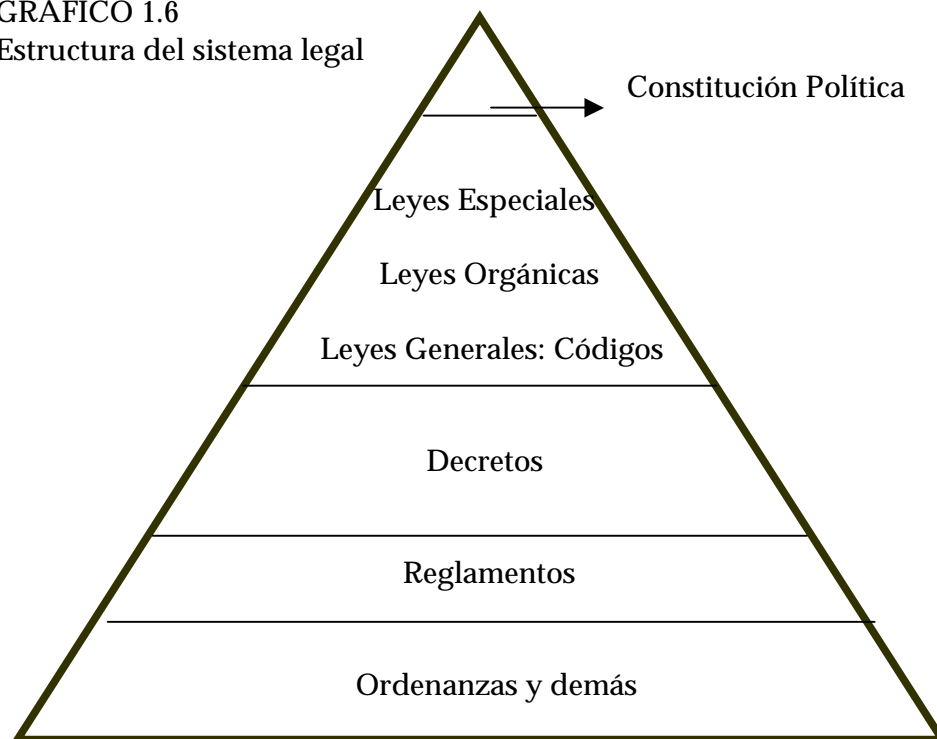 GRÁFICO 1.6
Estructura del sistema legal
Constitución Política
Leyes Especiales
Leyes Orgánicas
Leyes Generales: Códigos
Decretos
Reglamentos
Ordenanzas y demás